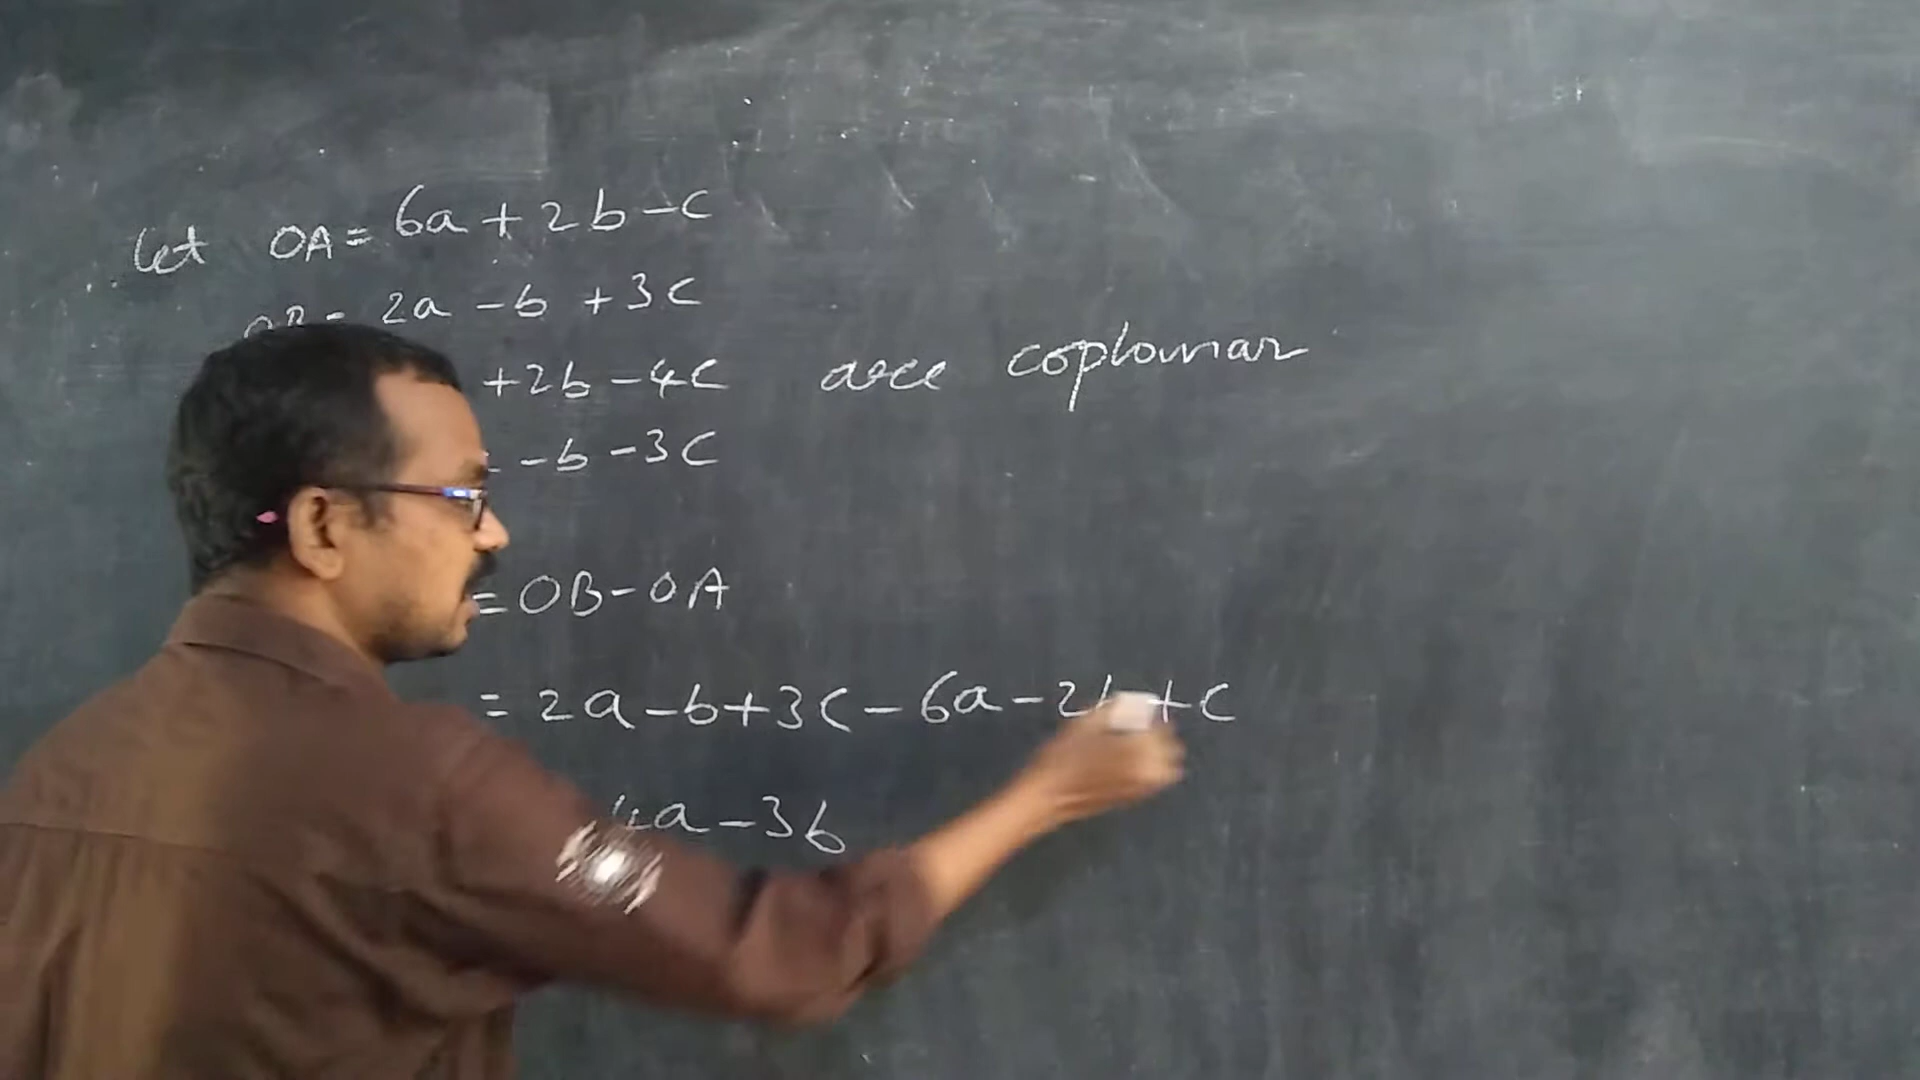 Let OA = 6a + 2b - c
OB = 2a - b + 3c
+ 2b - 4c are coplanar
- b - 3c
= OB - OA
= 2a - b + 3c - 6a - 2b + c
4a - 3b